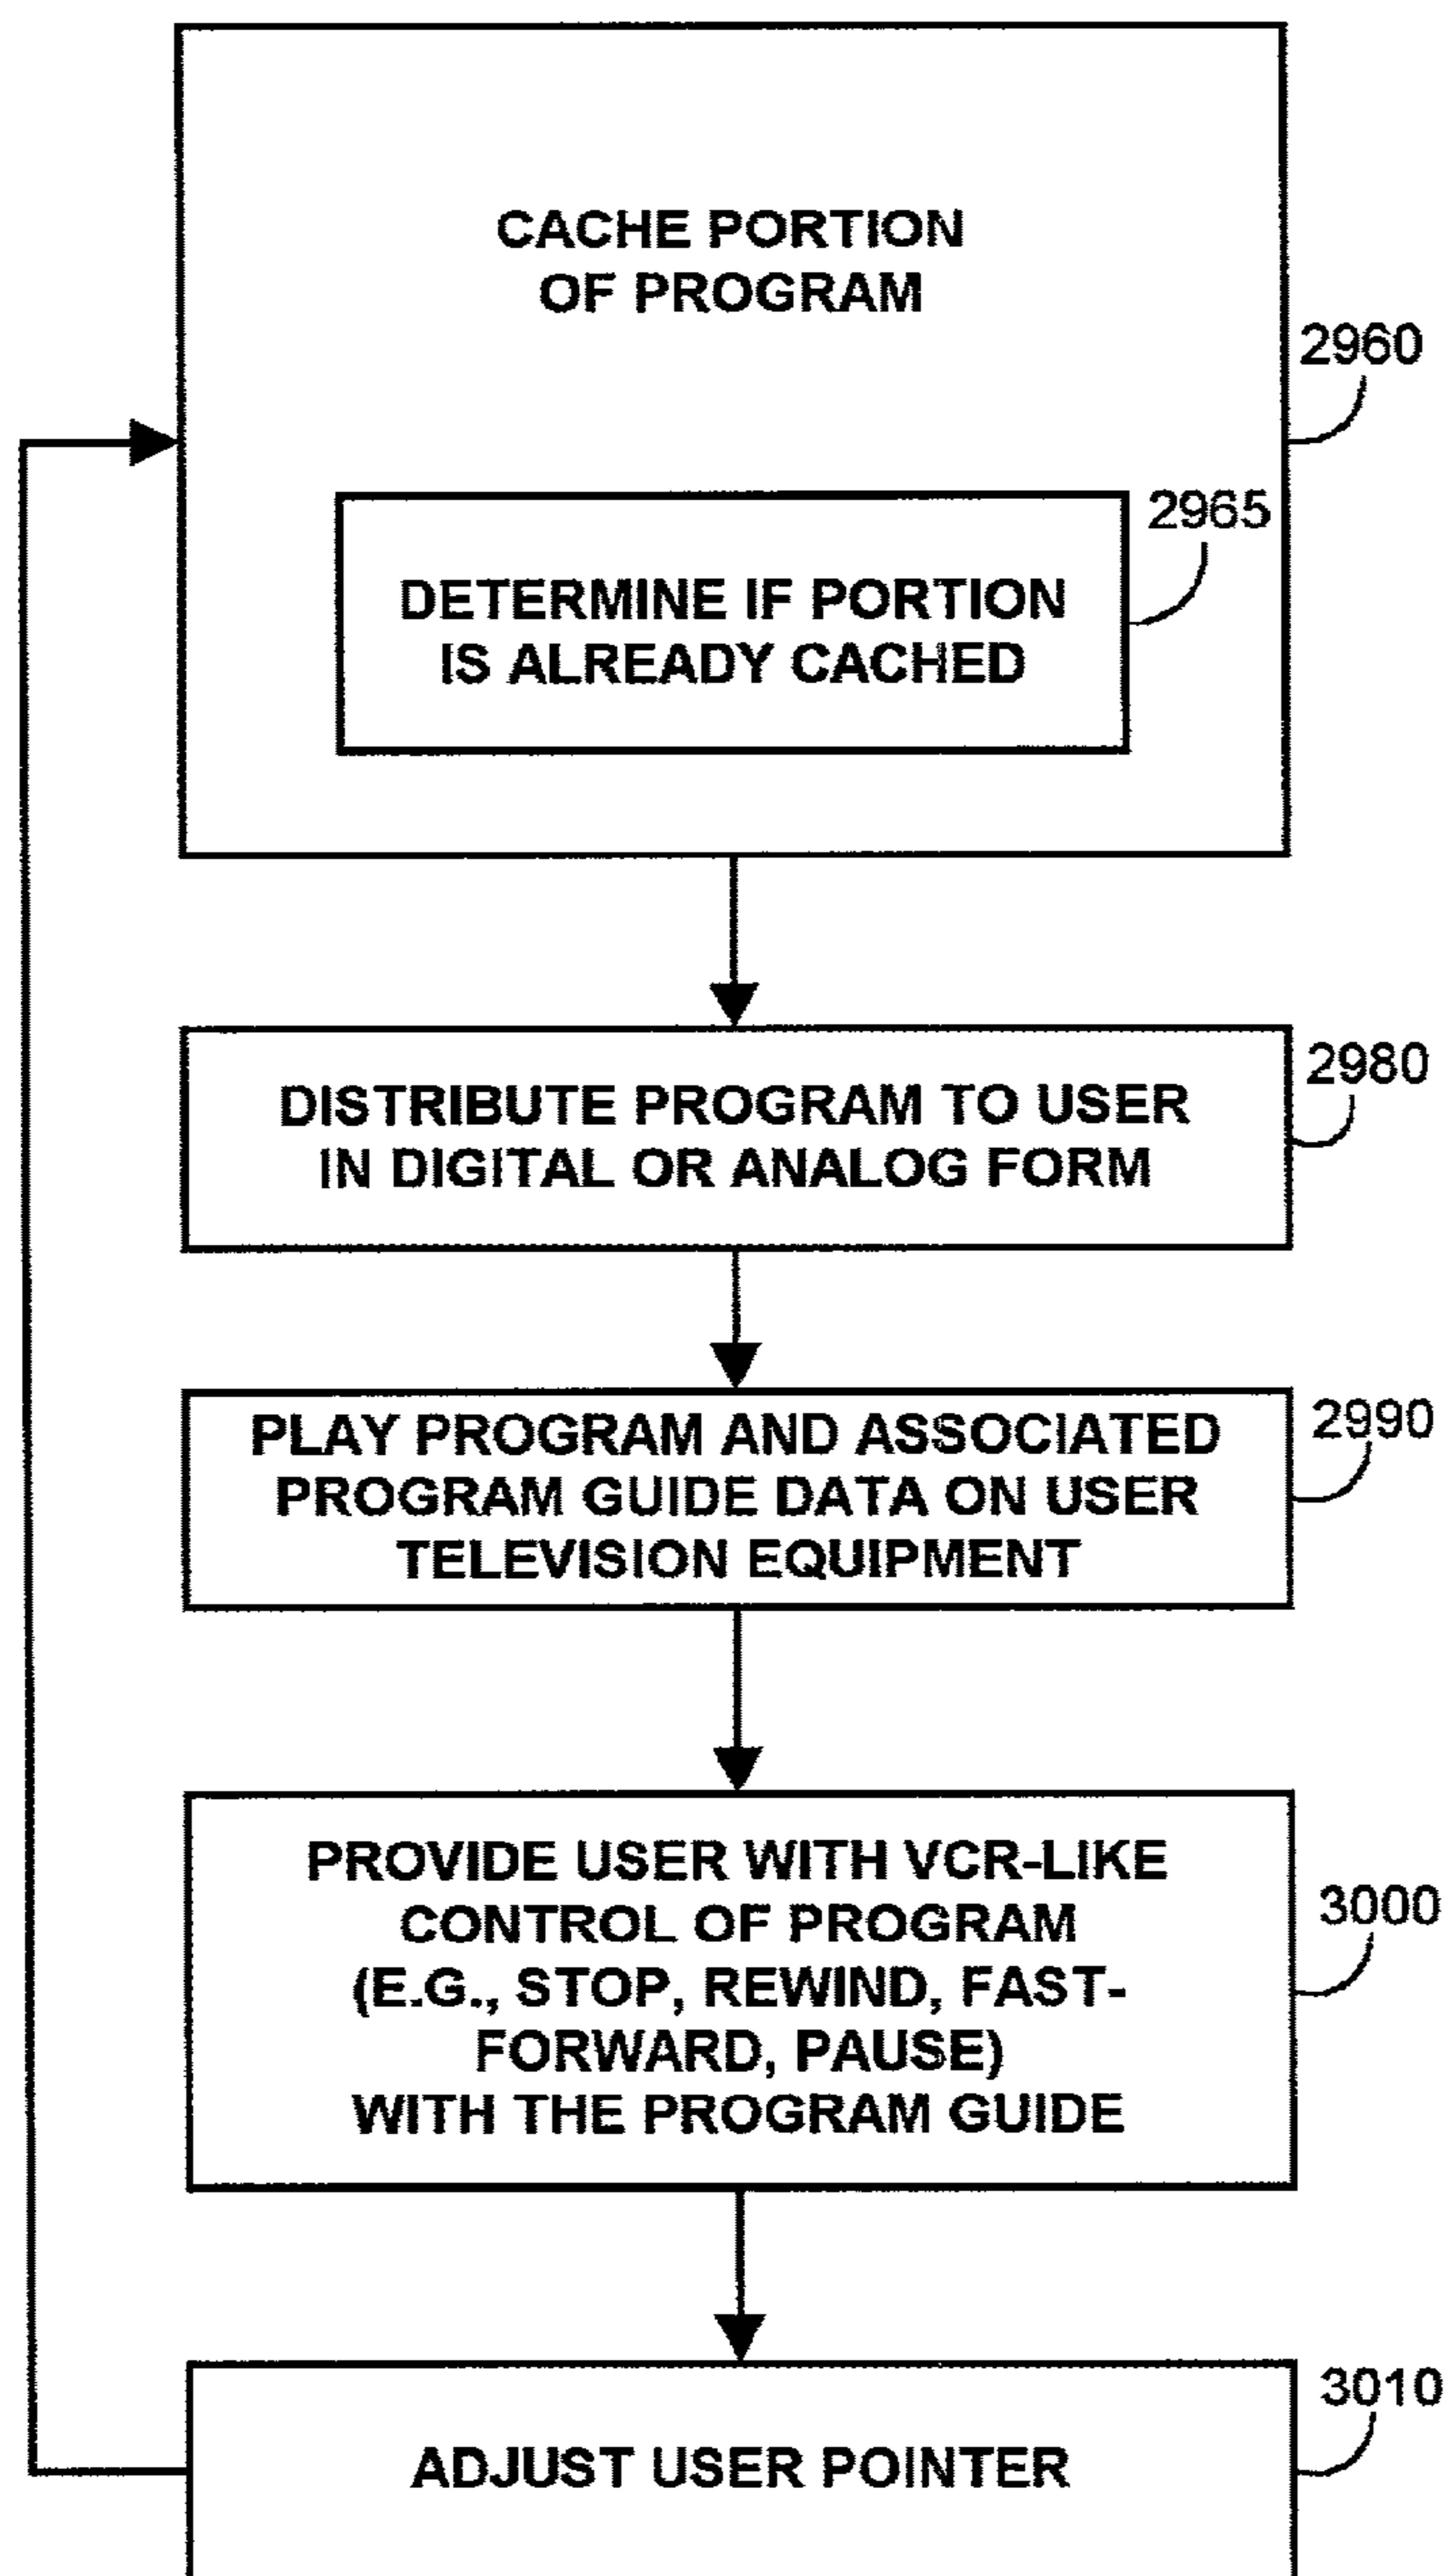 CACHE PORTION
OF PROGRAM
2960
2965
DETERMINE IF PORTION
IS ALREADY CACHED
2980
DISTRIBUTE PROGRAM TO USER
IN DIGITAL OR ANALOG FORM
2990
PLAY PROGRAM AND ASSOCIATED
PROGRAM GUIDE DATA ON USER
TELEVISION EQUIPMENT
PROVIDE USER WITH VCR-LIKE
CONTROL OF PROGRAM
(E.G., STOP, REWIND, FAST-
FORWARD, PAUSE)
WITH THE PROGRAM GUIDE
3000
3010
ADJUST USER POINTER